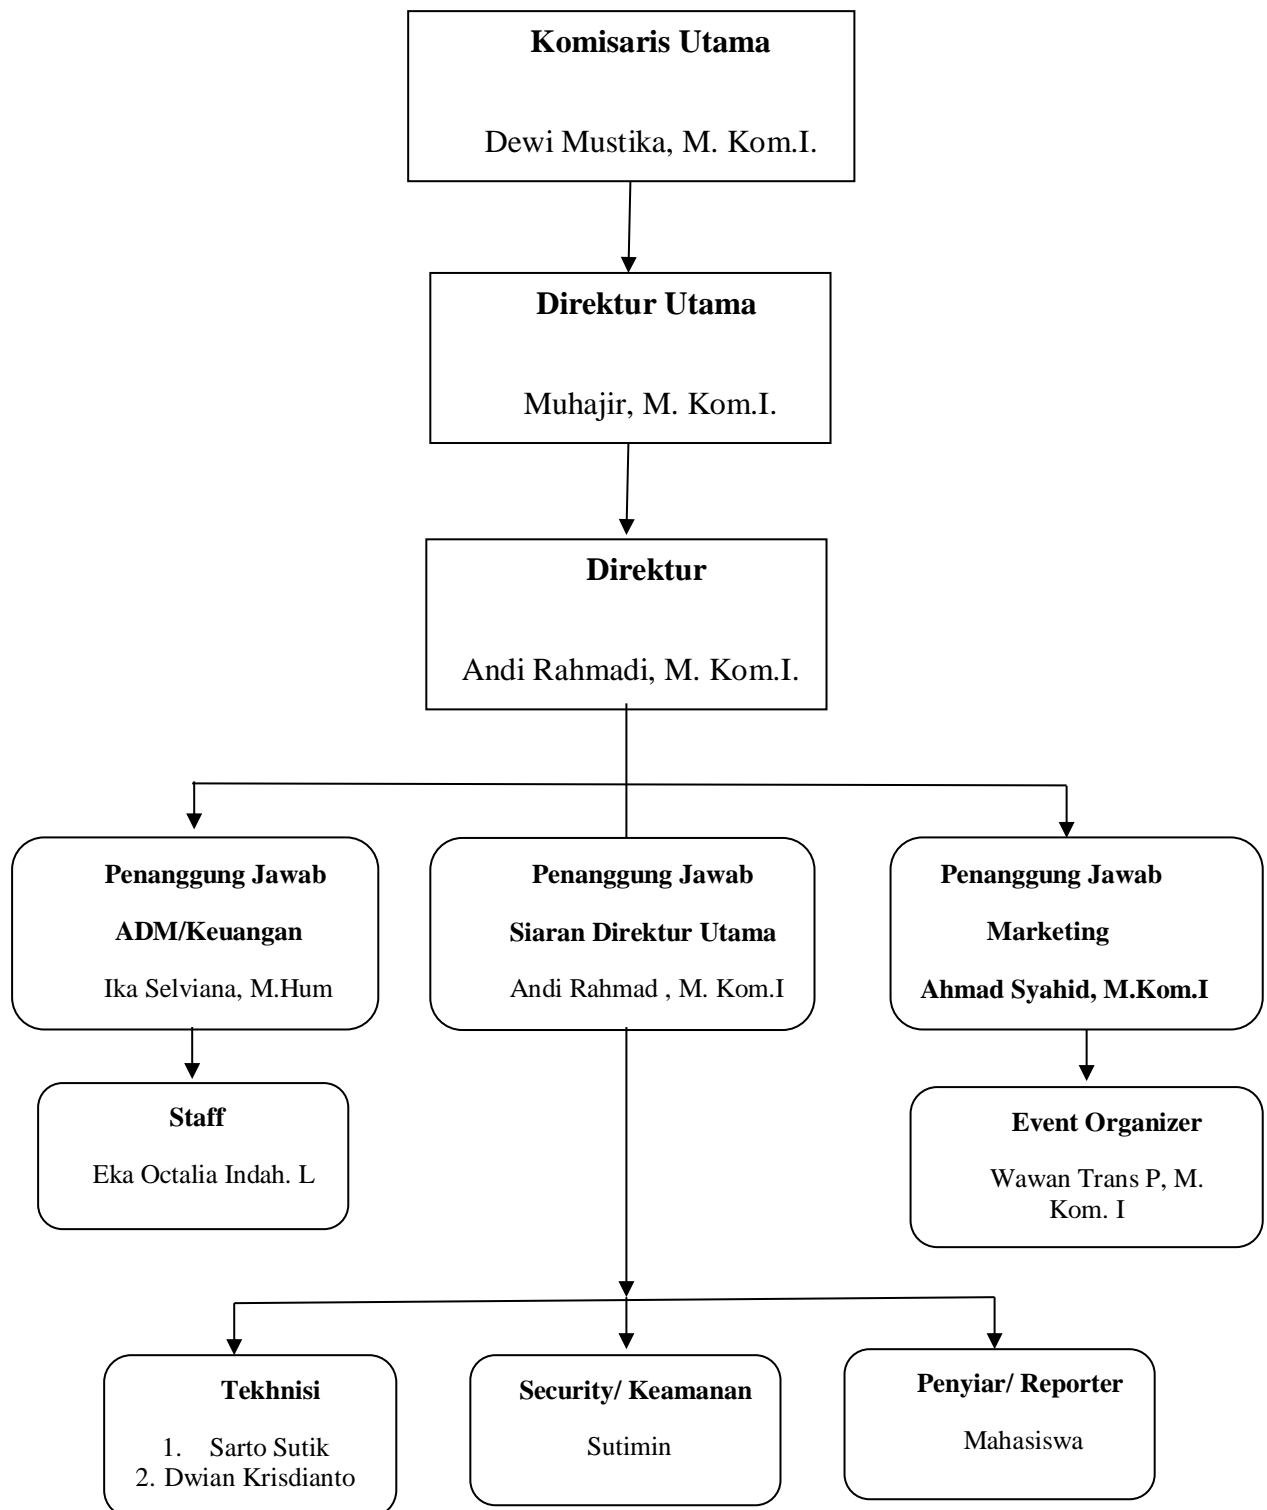 Komisaris Utama
Dewi Mustika, M. Kom.I.
Direktur Utama
Muhajir, M. Kom.I.
Direktur
Andi Rahmadi, M. Kom.I.
Penanggung Jawab
ADM/Keuangan
Ika Selviana, M.Hum
Penanggung Jawab
Siaran Direktur Utama
Andi Rahmad , M. Kom.I
Penanggung Jawab
Marketing
Ahmad Syahid, M.Kom.I
Staff
Eka Octalia Indah. L
Event Organizer
Wawan Trans P, M.
Kom. I
Tekhnisi
1. Sarto Sutik
2. Dwian Krisdianto
Security/ Keamanan
Sutimin
Penyiar/ Reporter
Mahasiswa